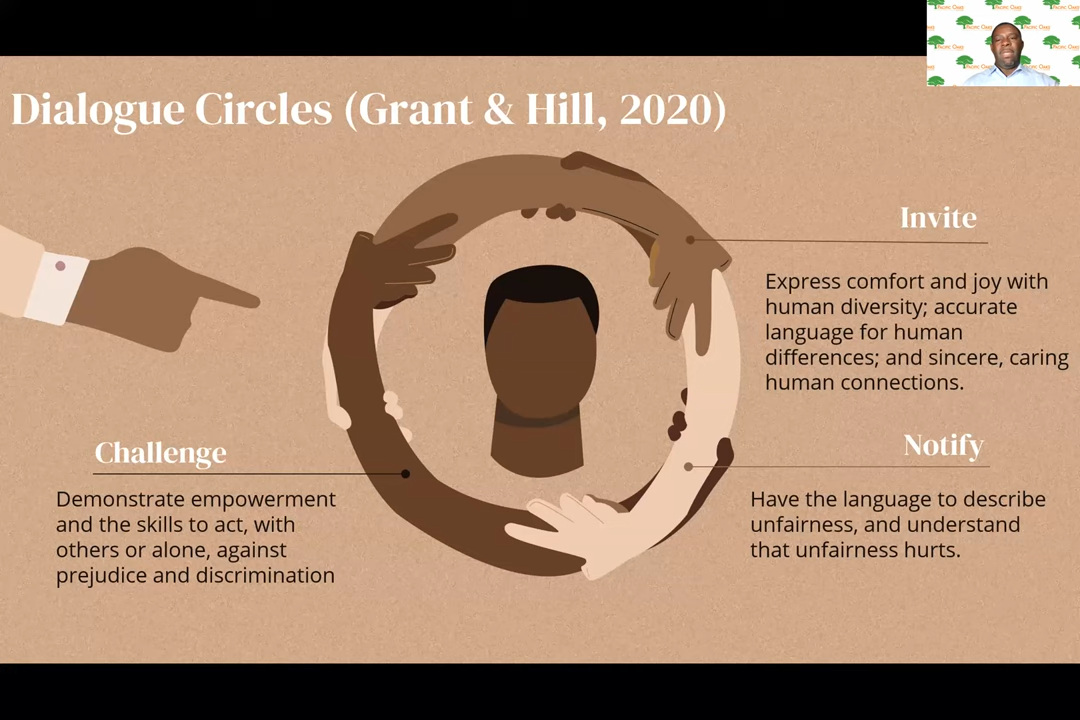 Dialogue Circles (Grant & Hill, 2020)
Invite
Express comfort and joy with
human diversity; accurate
language for human
differences; and sincere, caring
human connections.
Challenge
Demonstrate empowerment
and the skills to act, with
others or alone, against
prejudice and discrimination
Notify
Have the language to describe
unfairness, and understand
that unfairness hurts.